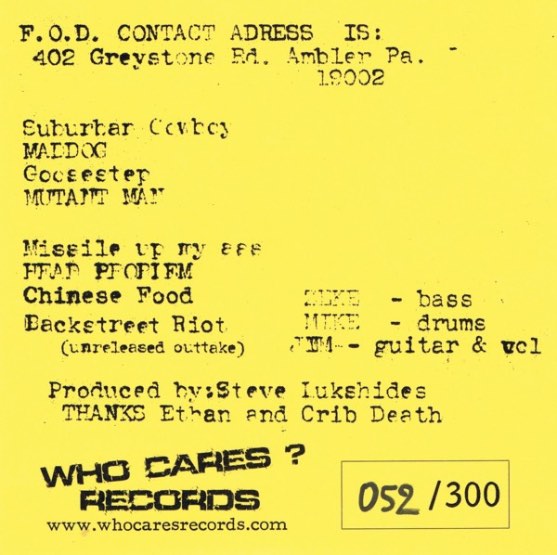 F.O.D. CONTACT ADRESS IS:
402 Greystone Rd. Ambler Pa.
19002
Suburban Cowboy
MADDOG
Goosestep
MUTANT MAN
Missile up my ass
HEAD PROBLEM
Chinese Food
Backstreet Riot
(unreleased outtake)
ZEKE - bass
MIKE - drums
JIM - guitar & vcl
Produced by:Steve Lukshides
THANKS Ethan and Crib Death
WHO CARES ?
RECORDS
www.whocaresrecords.com
052 /300